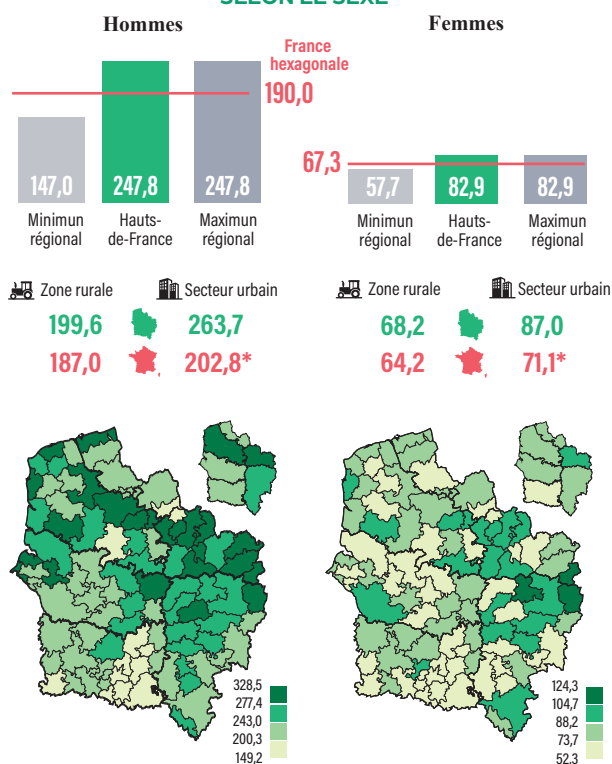 SELON LE SEXE
Hommes
France
hexagonale
190,0
147,0
247,8
247,8
Minimun
régional
Hauts-
de-France
Maximun
régional
Zone rurale
Secteur urbain
199,6
263,7
187,0
202,8*
328,5
277,4
243,0
200,3
149,2
Femmes
67,3
57,7
82,9
82,9
Minimun
régional
Hauts-
de-France
Maximun
régional
Zone rurale
Secteur urbain
68,2
87,0
64,2
71,1*
124,3
104,7
88,2
73,7
52,3